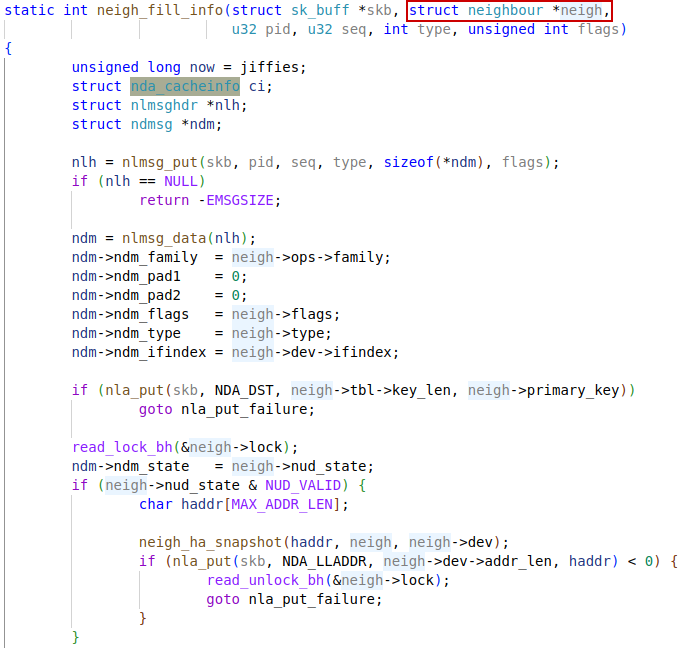 static int neigh_fill_info(struct sk_buff *skb, struct neighbour *neigh,
                           u32 pid, u32 seq, int type, unsigned int flags)
{
        unsigned long now = jiffies;
        struct nda_cacheinfo ci;
        struct nlmsghdr *nlh;
        struct ndmsg *ndm;

        nlh = nlmsg_put(skb, pid, seq, type, sizeof(*ndm), flags);
        if (nlh == NULL)
                return -EMSGSIZE;

        ndm = nlmsg_data(nlh);
        ndm->ndm_family  = neigh->ops->family;
        ndm->ndm_pad1    = 0;
        ndm->ndm_pad2    = 0;
        ndm->ndm_flags   = neigh->flags;
        ndm->ndm_type    = neigh->type;
        ndm->ndm_ifindex = neigh->dev->ifindex;

        if (nla_put(skb, NDA_DST, neigh->tbl->key_len, neigh->primary_key))
                goto nla_put_failure;

        read_lock_bh(&neigh->lock);
        ndm->ndm_state   = neigh->nud_state;
        if (neigh->nud_state & NUD_VALID) {
                char haddr[MAX_ADDR_LEN];

                neigh_ha_snapshot(haddr, neigh, neigh->dev);
                if (nla_put(skb, NDA_LLADDR, neigh->dev->addr_len, haddr) < 0) {
                        read_unlock_bh(&neigh->lock);
                        goto nla_put_failure;
                }
        }